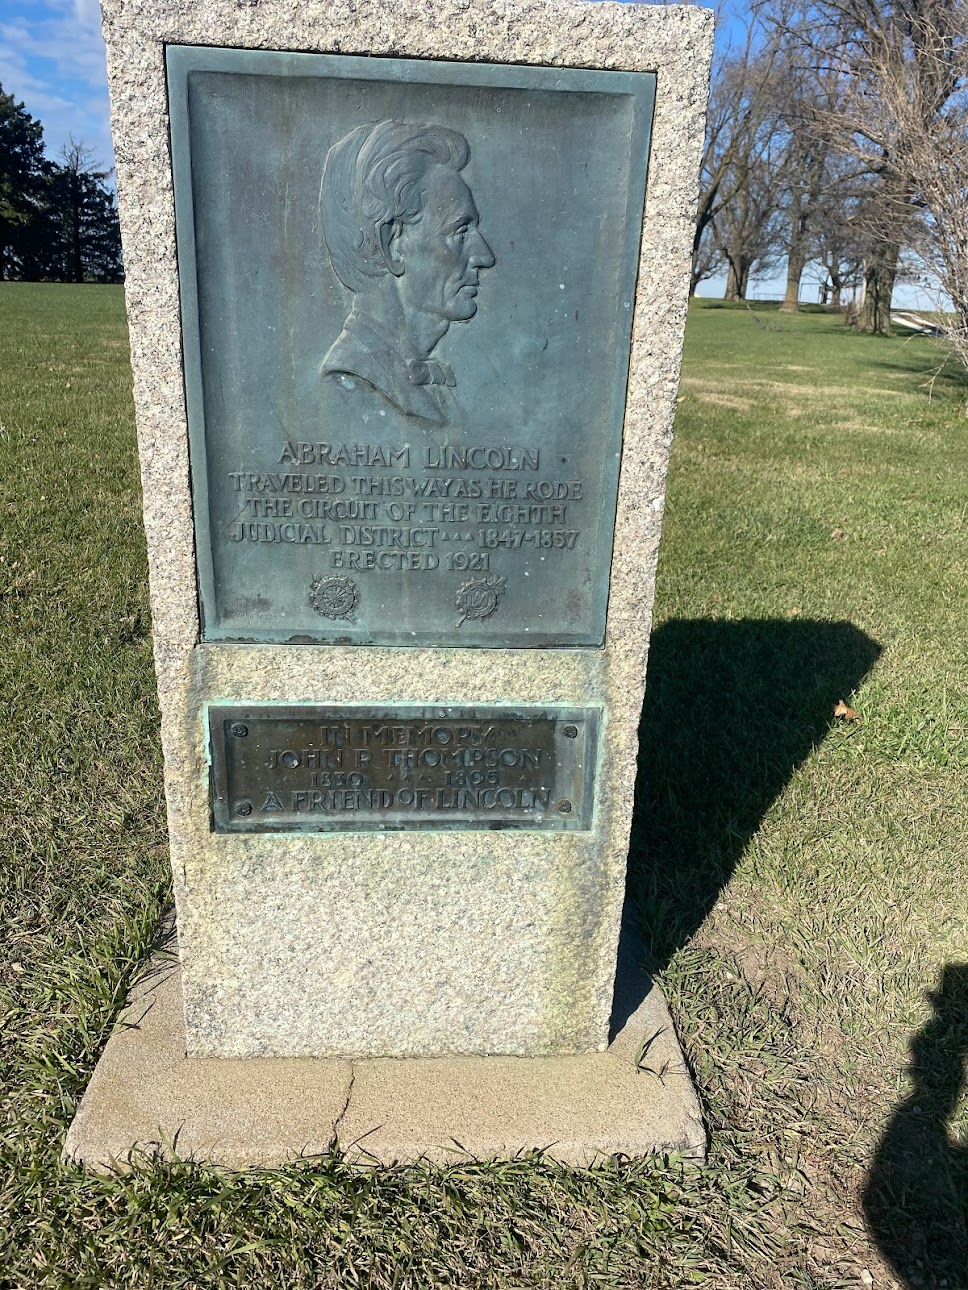 ABRAHAM LINCOLN
TRAVELED THIS WAY AS HE RODE
THE CIRCUIT OF THE EIGHTH
JUDICIAL DISTRICT ▲▲▲ 1847-1857
ERECTED 1921
IN MEMORY
JOHN P. THOMPSON
1839 ▲▲▲ 1895
A FRIEND OF LINCOLN